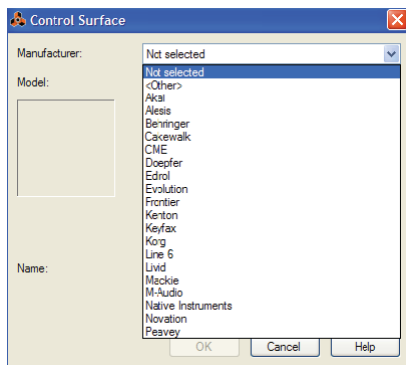 Control Surface
Manufacturer:
Not selected
Not selected
<Other>
Akai
Alesis
Behringer
Cakewalk
CME
Doepfer
Edirol
Evolution
Frontier
Kenton
Keyfax
Korg
Line 6
Livid
Mackie
M-Audio
Native Instruments
Novation
Peavey
Model:
Name:
OK
Cancel
Help